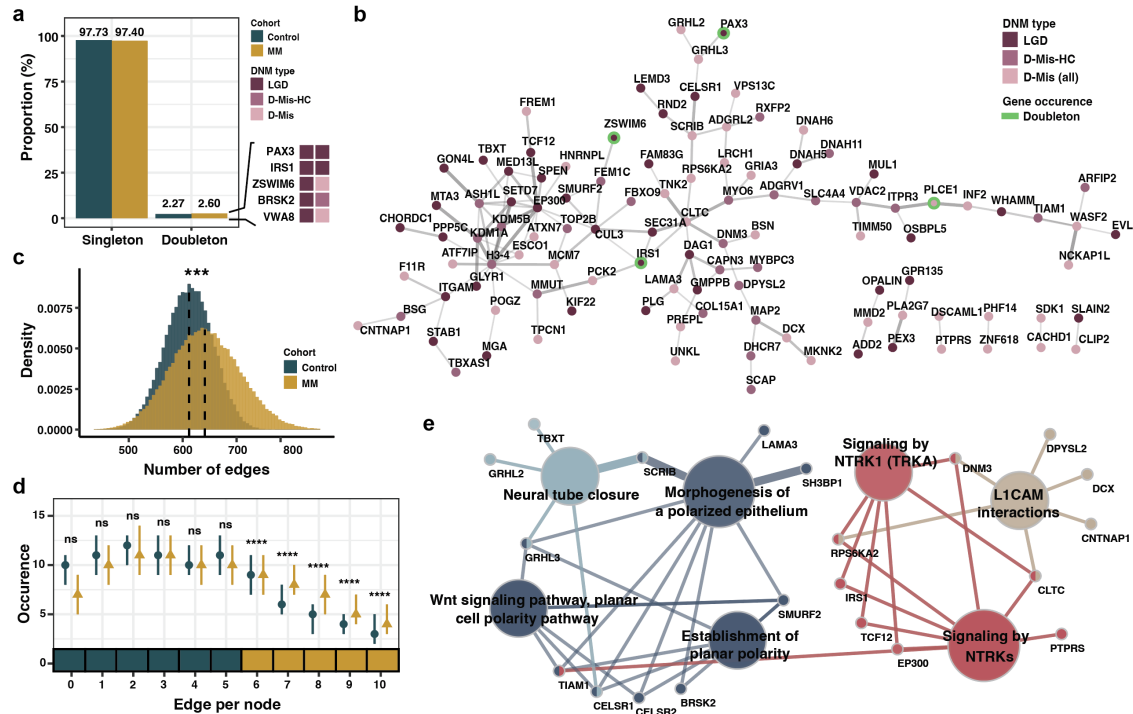 a
Proportion (%)
100
75
50
25
0
97.73 97.40
2.27 2.60
Singleton Doubleton
Cohort
Control
MM
DNM type
LGD
D-Mis-HC
D-Mis
PAX3
IRS1
ZSWIM6
BRSK2
VWA8
b
GRHL2 PAX3
GRHL3
LEMD3 CELSR1 VPS13C
RND2 RXFP2
FREM1 SCRIB ADGRL2 DNAH6
ZSWIM6
TCF12
TBXT HNRNPL FAM83G LRCH1 DNAH5 DNAH11
GON4L MED13L SPEN FEM1C RPS6KA2 GRIA3 MUL1
MTA3 ASH1L SETD7 SMURF2 FBXO9 TNK2 MYO6 ADGRV1 SLC4A4 VDAC2 ITPR3 PLCE1 INF2 ARFIP2
EP300 WHAMM
CHORDC1 KDM5B TOP2B CLTC TIAM1
PPP5C KDM1A ATXN7 CUL3 SEC31A DNM3 BSN TIMM50 OSBPL5 WASF2 EVL
ATF7IP H3-4 ESCO1 MCM7 IRS1 DAG1 CAPN3 MYBPC3 NCKAP1L
F11R GLYR1 PCK2 LAMA3 GMPPB DPYSL2 OPALIN GPR135
ITGAM MMUT
BSG POGZ KIF22 PLG COL15A1 MAP2 MMD2 PLA2G7 DSCAML1 PHF14 SDK1 SLAIN2
CNTNAP1 STAB1 TPCN1 PREPL DCX
TBXAS1 MGA UNKL DHCR7 MKNK2 ADD2 PEX3 PTPRS ZNF618 CACHD1 CLIP2
SCAP
DNM type
LGD
D-Mis-HC
D-Mis (all)
Gene occurence
Doubleton
c
Density
0.0075
0.0050
0.0025
0.0000
***
500 600 700 800
Number of edges
Cohort
Control
MM
d
Occurence
15
10
5
0
ns ns ns ns ns ns **** **** **** **** ****
0 1 2 3 4 5 6 7 8 9 10
Edge per node
e
TBXT
GRHL2
Neural tube closure
SCRIB
LAMA3
SH3BP1
Morphogenesis of
a polarized epithelium
GRHL3
Wnt signaling pathway, planar
cell polarity pathway
SMURF2
Establishment of
planar polarity
TIAM1
CELSR1
CELSR2
BRSK2
Signaling by
NTRK1 (TRKA)
DNM3
DPYSL2
DCX
L1CAM
interactions
CNTNAP1
RPS6KA2
IRS1
CLTC
TCF12
EP300
Signaling by
NTRKs
PTPRS